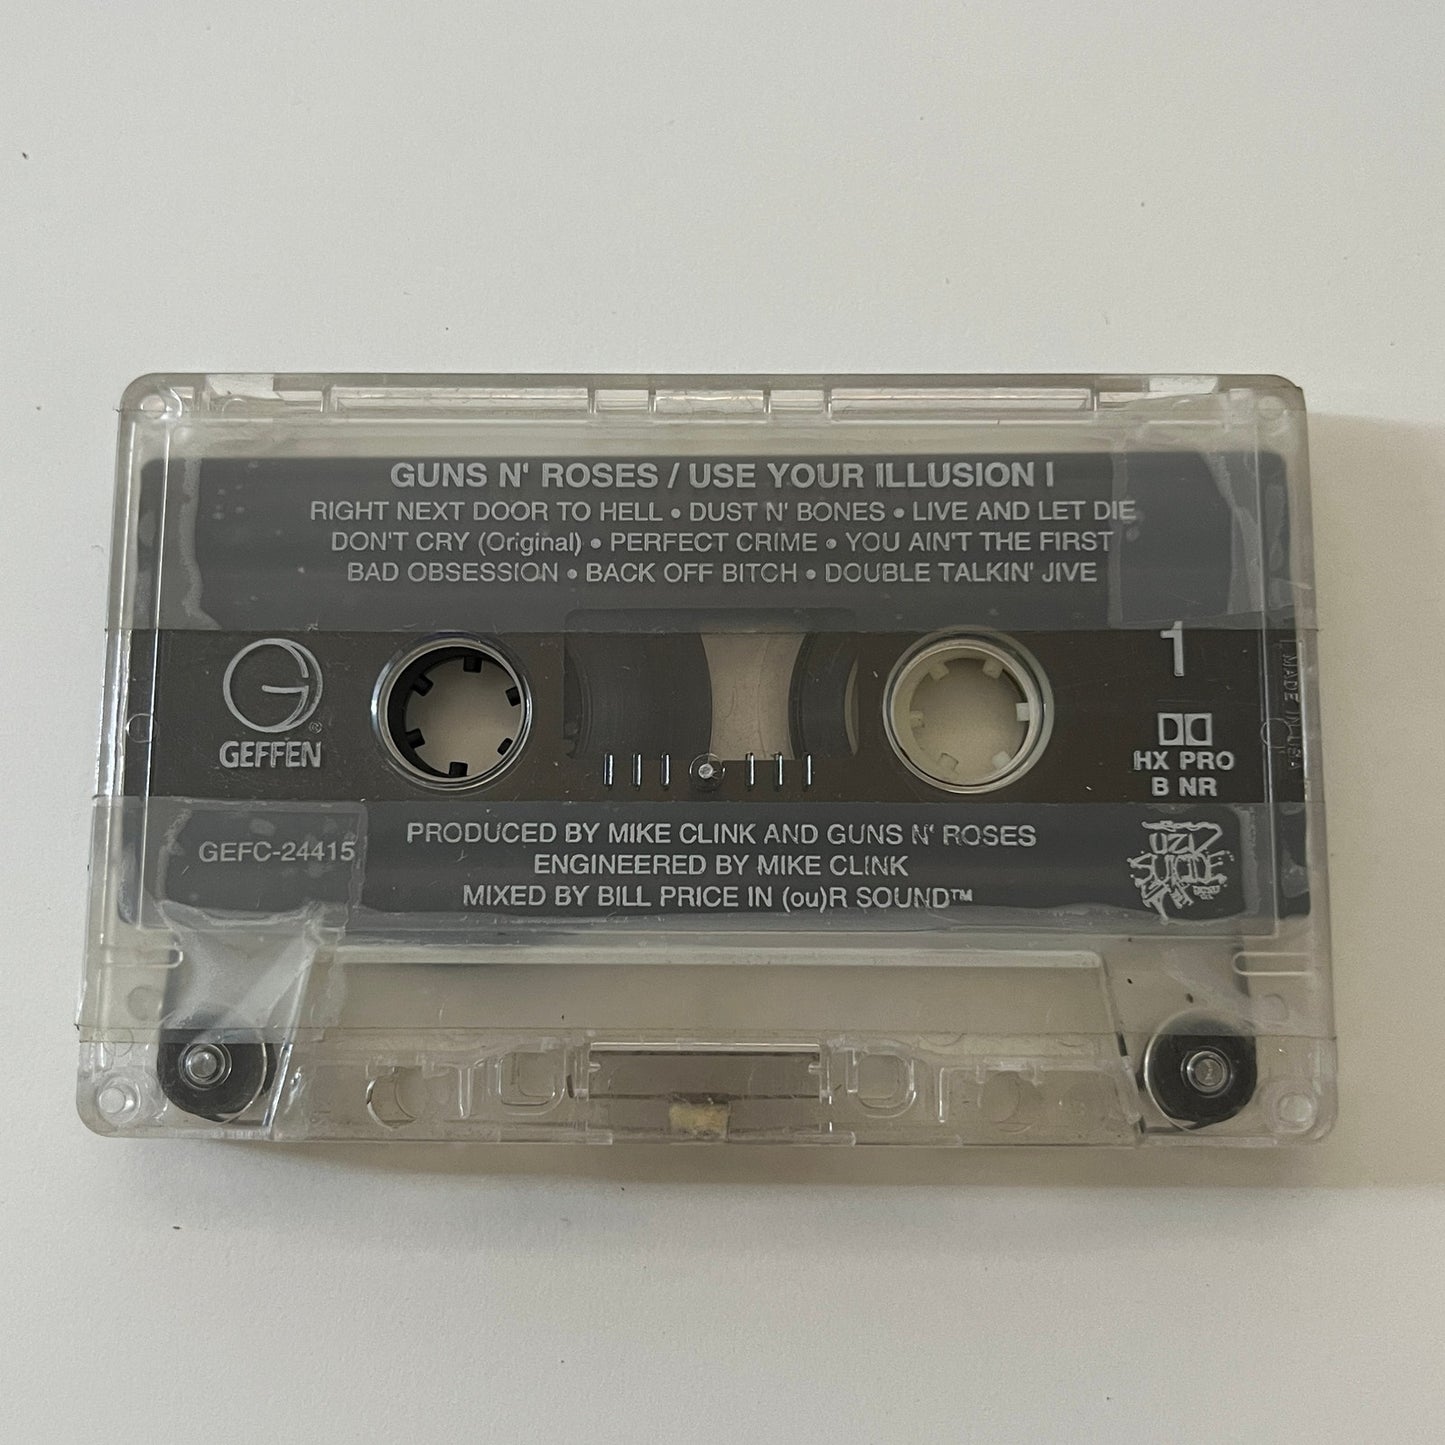 GUNS N' ROSES / USE YOUR ILLUSION I
RIGHT NEXT DOOR TO HELL • DUST N' BONES • LIVE AND LET DIE
DON'T CRY (Original) • PERFECT CRIME • YOU AIN'T THE FIRST
BAD OBSESSION • BACK OFF BITCH • DOUBLE TALKIN' JIVE
G ®
GEFFEN
1
HX PRO
B NR
MADE IN USA
GEFC-24415
PRODUCED BY MIKE CLINK AND GUNS N' ROSES
ENGINEERED BY MIKE CLINK
MIXED BY BILL PRICE IN (ou)R SOUND™
UZI
SUICIDE